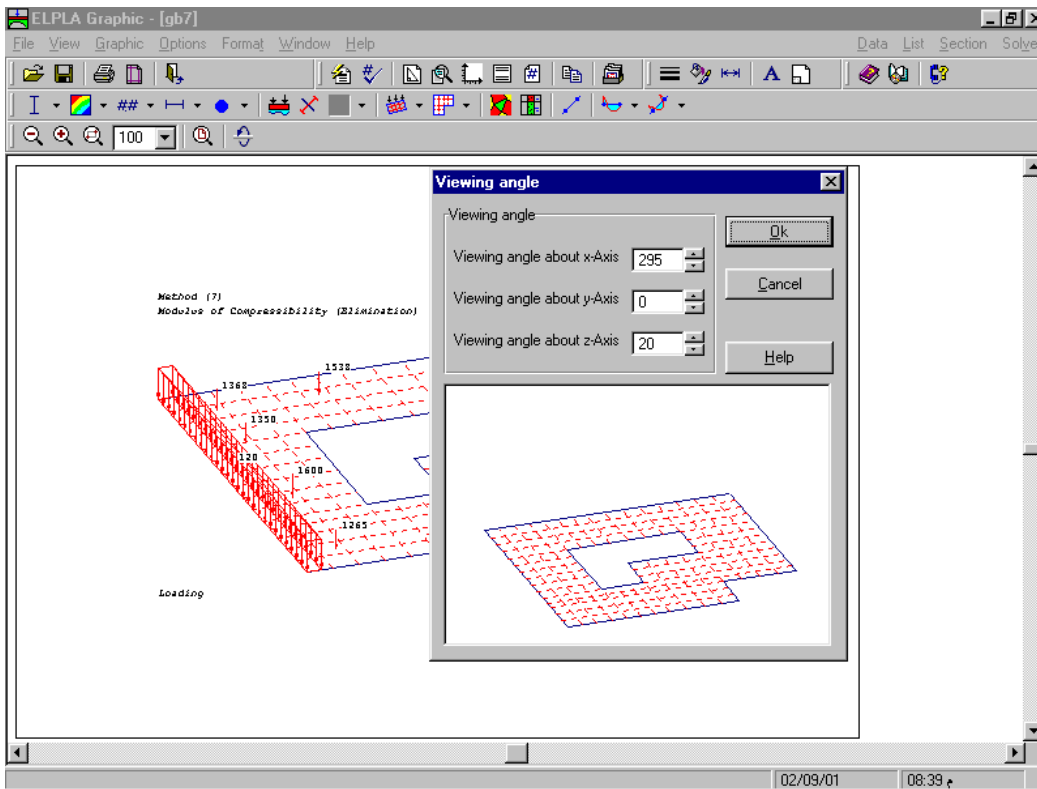 ELPLA Graphic - [gb7]
File View Graphic Options Format Window Help Data List Section Solve
A
## 
100
Viewing angle
Viewing angle
Viewing angle about x-Axis 295
Viewing angle about y-Axis 0
Viewing angle about z-Axis 20
Ok
Cancel
Help
Method (7)
Modulus of Compressibility (Elimination)
1538
1368
1350
120
1600
1265
Loading
02/09/01 08:39 م